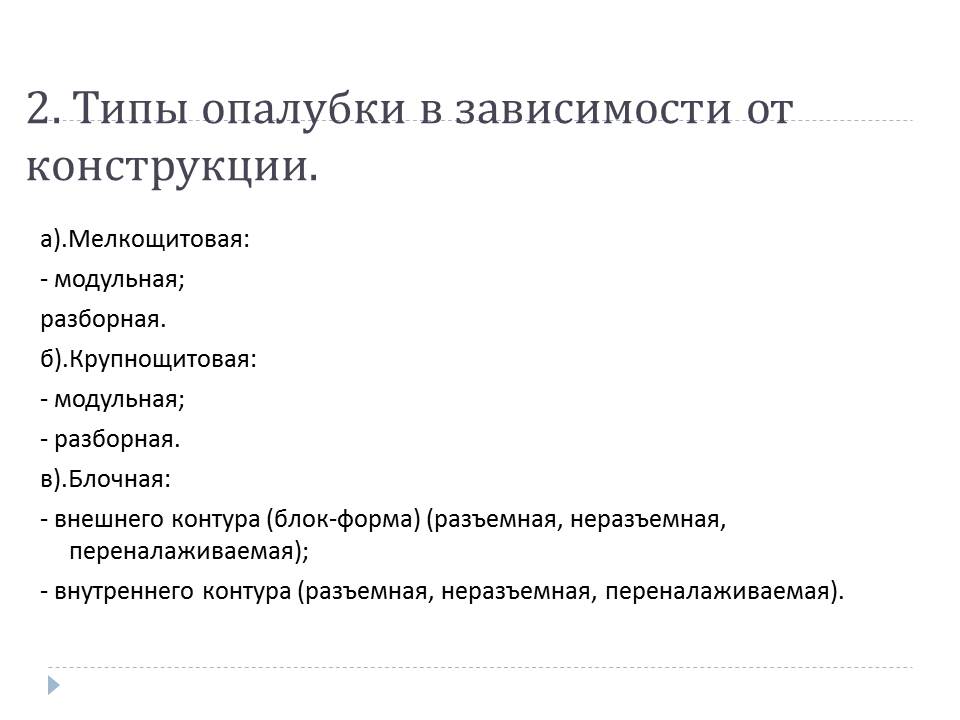 2. Типы опалубки в зависимости от
конструкции.
а).Мелкощитовая:
- модульная;
разборная.
б).Крупнощитовая:
- модульная;
- разборная.
в).Блочная:
- внешнего контура (блок-форма) (разъемная, неразъемная,
переналаживаемая);
- внутреннего контура (разъемная, неразъемная, переналаживаемая).